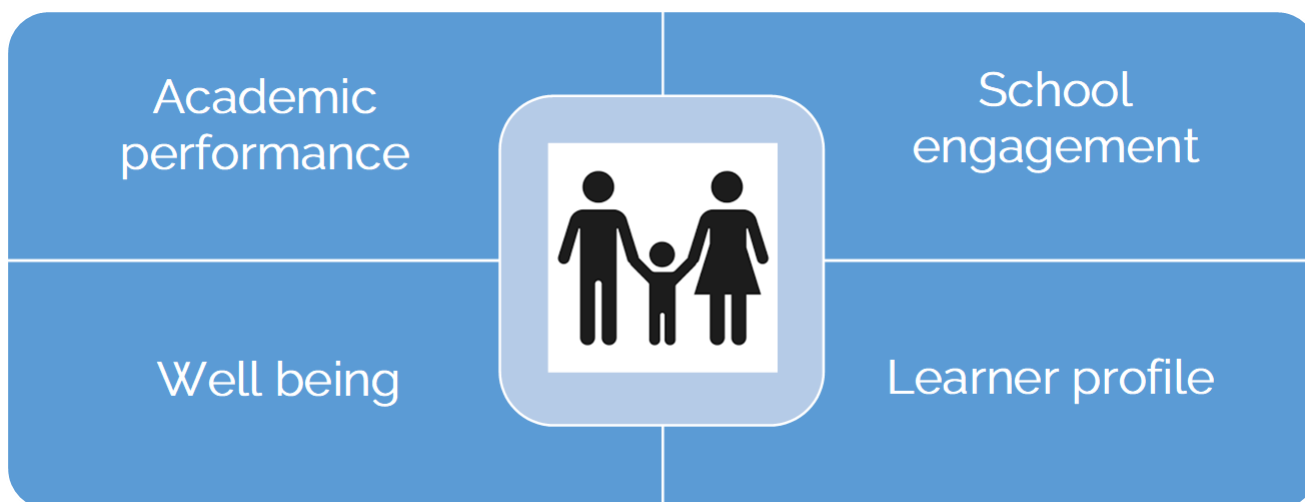 Academic
performance
School
engagement
Well being
Learner profile